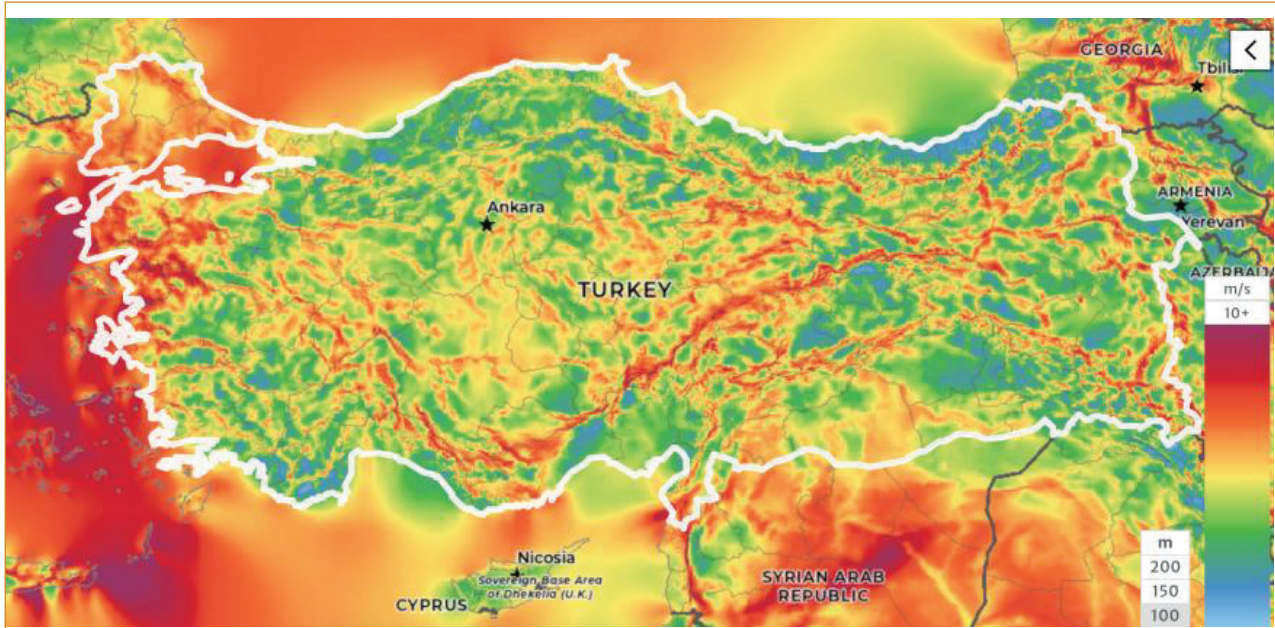 GEORGIA
Tbilisi
Ankara
ARMENIA
Yerevan
TURKEY
AZERBAIJA
m/s
10+
m
200
150
100
Nicosia
Sovereign Base Area
of Dhekelia (U.K.)
CYPRUS
SYRIAN ARAB
REPUBLIC